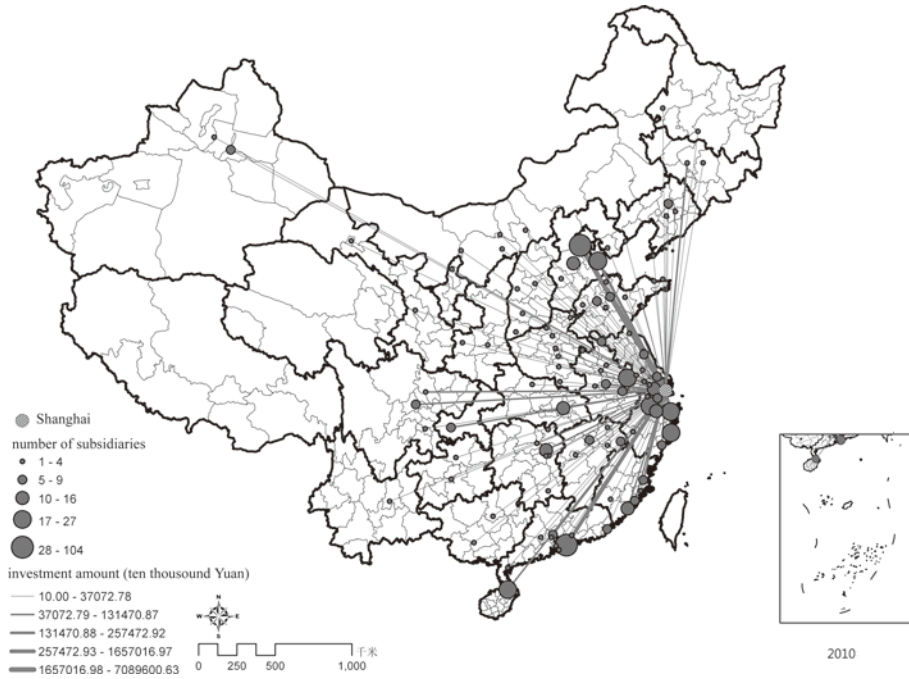 Shanghai
number of subsidiaries
1 - 4
5 - 9
10 - 16
17 - 27
28 - 104
investment amount (ten thousound Yuan)
10.00 - 37072.78
37072.79 - 131470.87
131470.88 - 257472.92
257472.93 - 1657016.97
1657016.98 - 7089600.63
N
W E
S
千米
0 250 500 1,000
2010